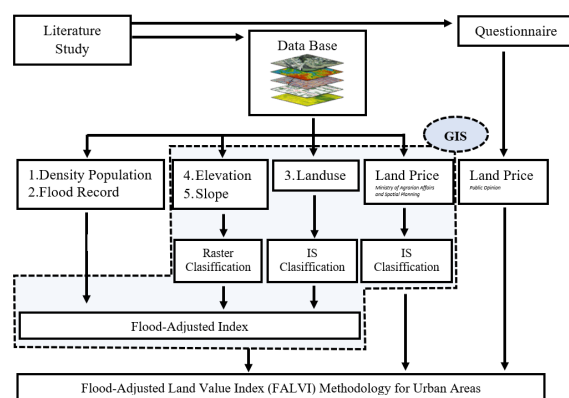 Literature
Study
Data Base
Questionnaire
GIS
1.Density Population
2.Flood Record
4.Elevation
5.Slope
3.Landuse
Land Price
Ministry of Agrarian Affairs
and Spatial Planning
Land Price
Public Opinion
Raster
Clasiffication
IS
Clasiffication
IS
Clasiffication
Flood-Adjusted Index
Flood-Adjusted Land Value Index (FALVI) Methodology for Urban Areas